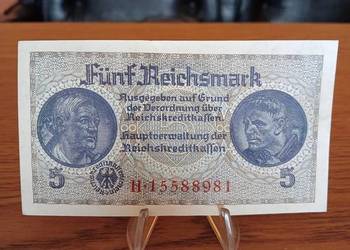 Fünf Reichsmark
Ausgegeben auf Grund
der Verordnung über
Reichskreditkassen
Hauptverwaltung der
Reichskreditkassen
5 5
H·15588981